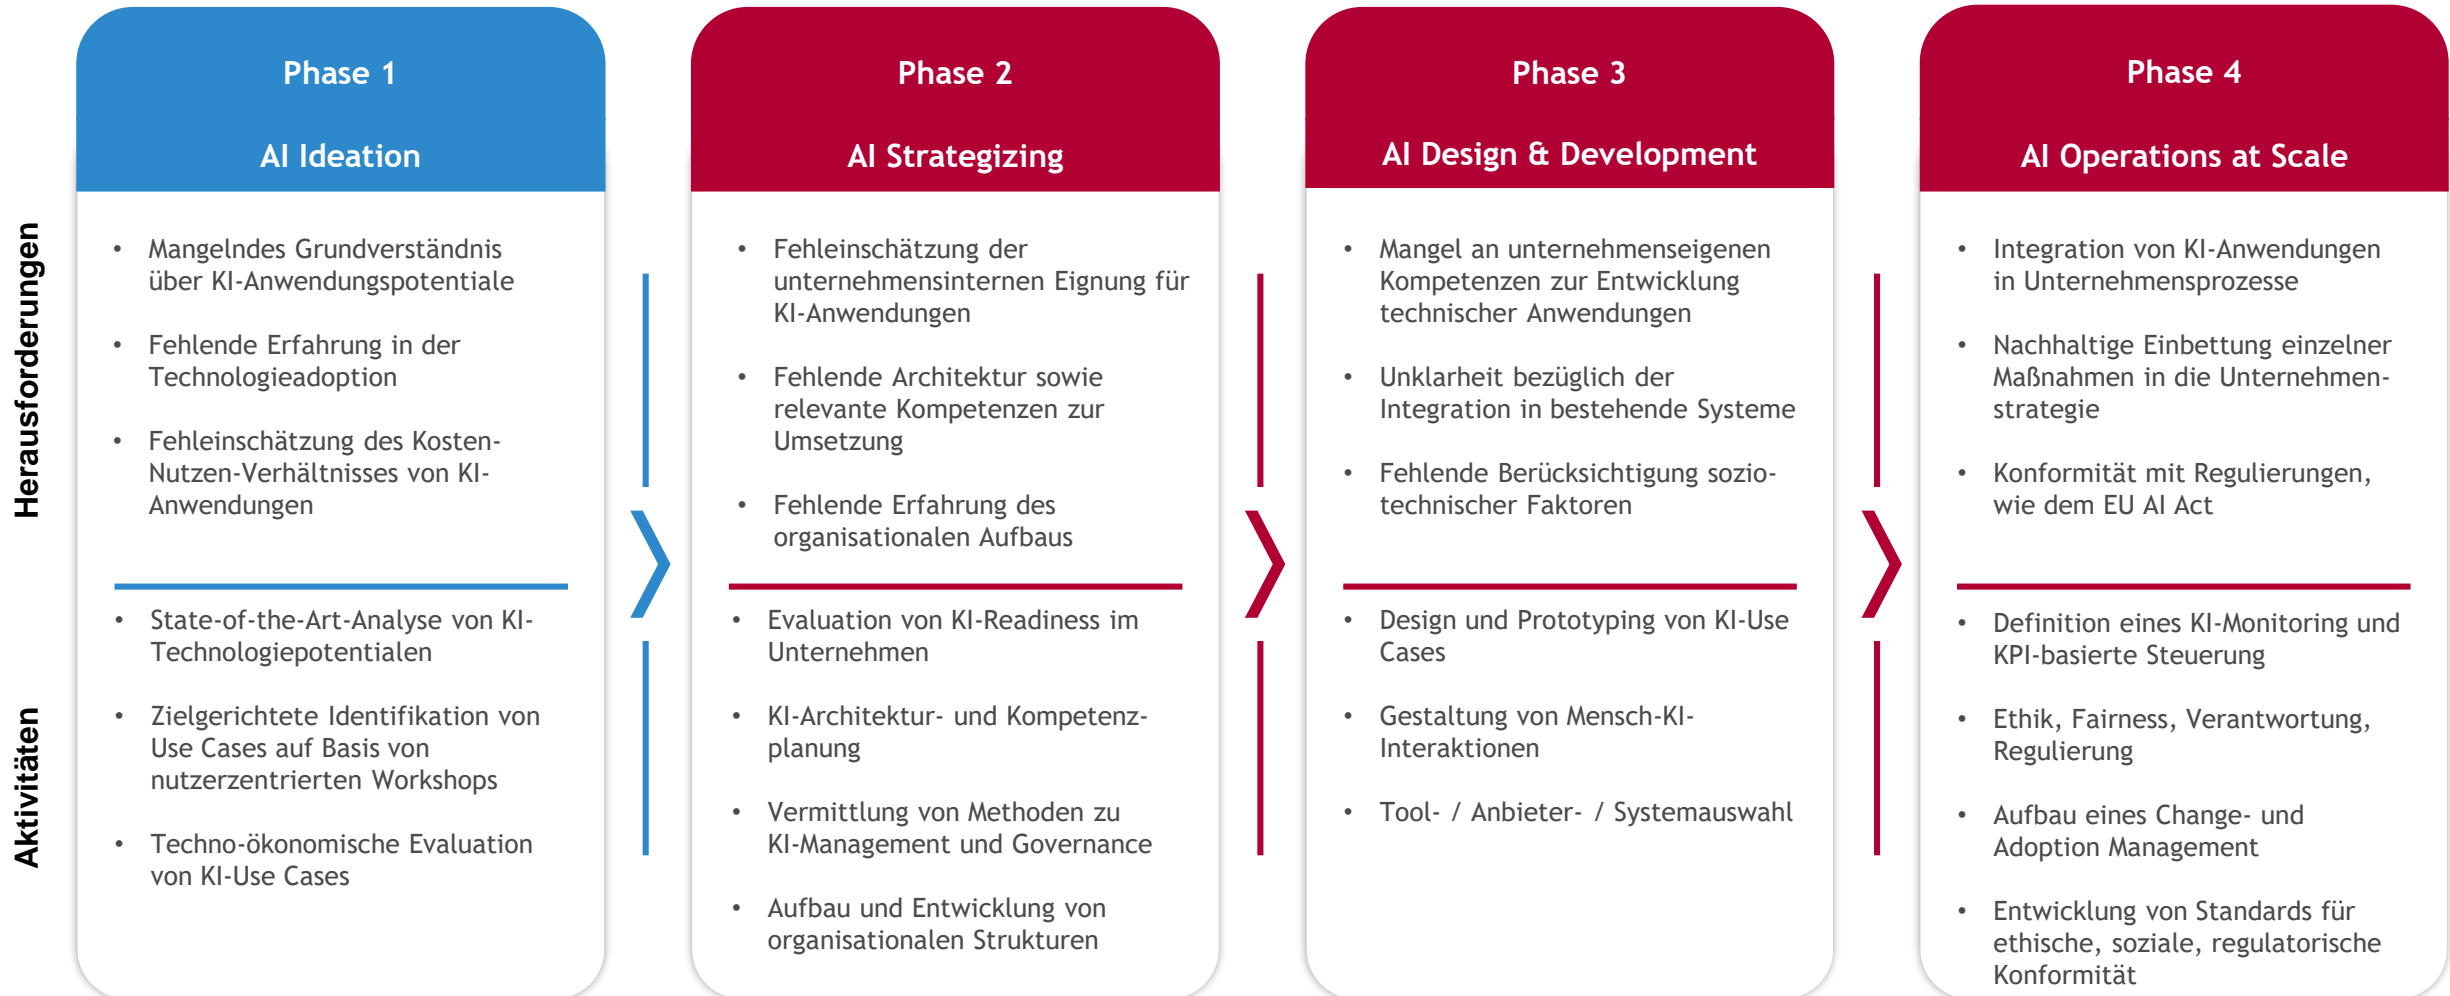 Phase 1
AI Ideation
Phase 2
AI Strategizing
Phase 3
AI Design & Development
Phase 4
AI Operations at Scale
Herausforderungen
• Mangelndes Grundverständnis
über KI-Anwendungspotentiale
• Fehlende Erfahrung in der
Technologieadoption
• Fehleinschätzung des Kosten-
Nutzen-Verhältnisses von KI-
Anwendungen
• Fehleinschätzung der
unternehmensinternen Eignung für
KI-Anwendungen
• Fehlende Architektur sowie
relevante Kompetenzen zur
Umsetzung
• Fehlende Erfahrung des
organisationalen Aufbaus
• Mangel an unternehmenseigenen
Kompetenzen zur Entwicklung
technischer Anwendungen
• Unklarheit bezüglich der
Integration in bestehende Systeme
• Fehlende Berücksichtigung sozio-
technischer Faktoren
• Integration von KI-Anwendungen
in Unternehmensprozesse
• Nachhaltige Einbettung einzelner
Maßnahmen in die Unternehmen-
strategie
• Konformität mit Regulierungen,
wie dem EU AI Act
Aktivitäten
• State-of-the-Art-Analyse von KI-
Technologiepotentialen
• Zielgerichtete Identifikation von
Use Cases auf Basis von
nutzerzentrierten Workshops
• Techno-ökonomische Evaluation
von KI-Use Cases
• Evaluation von KI-Readiness im
Unternehmen
• KI-Architektur- und Kompetenz-
planung
• Vermittlung von Methoden zu
KI-Management und Governance
• Aufbau und Entwicklung von
organisationalen Strukturen
• Design und Prototyping von KI-Use
Cases
• Gestaltung von Mensch-KI-
Interaktionen
• Tool- / Anbieter- / Systemauswahl
• Definition eines KI-Monitoring und
KPI-basierte Steuerung
• Ethik, Fairness, Verantwortung,
Regulierung
• Aufbau eines Change- und
Adoption Management
• Entwicklung von Standards für
ethische, soziale, regulatorische
Konformität